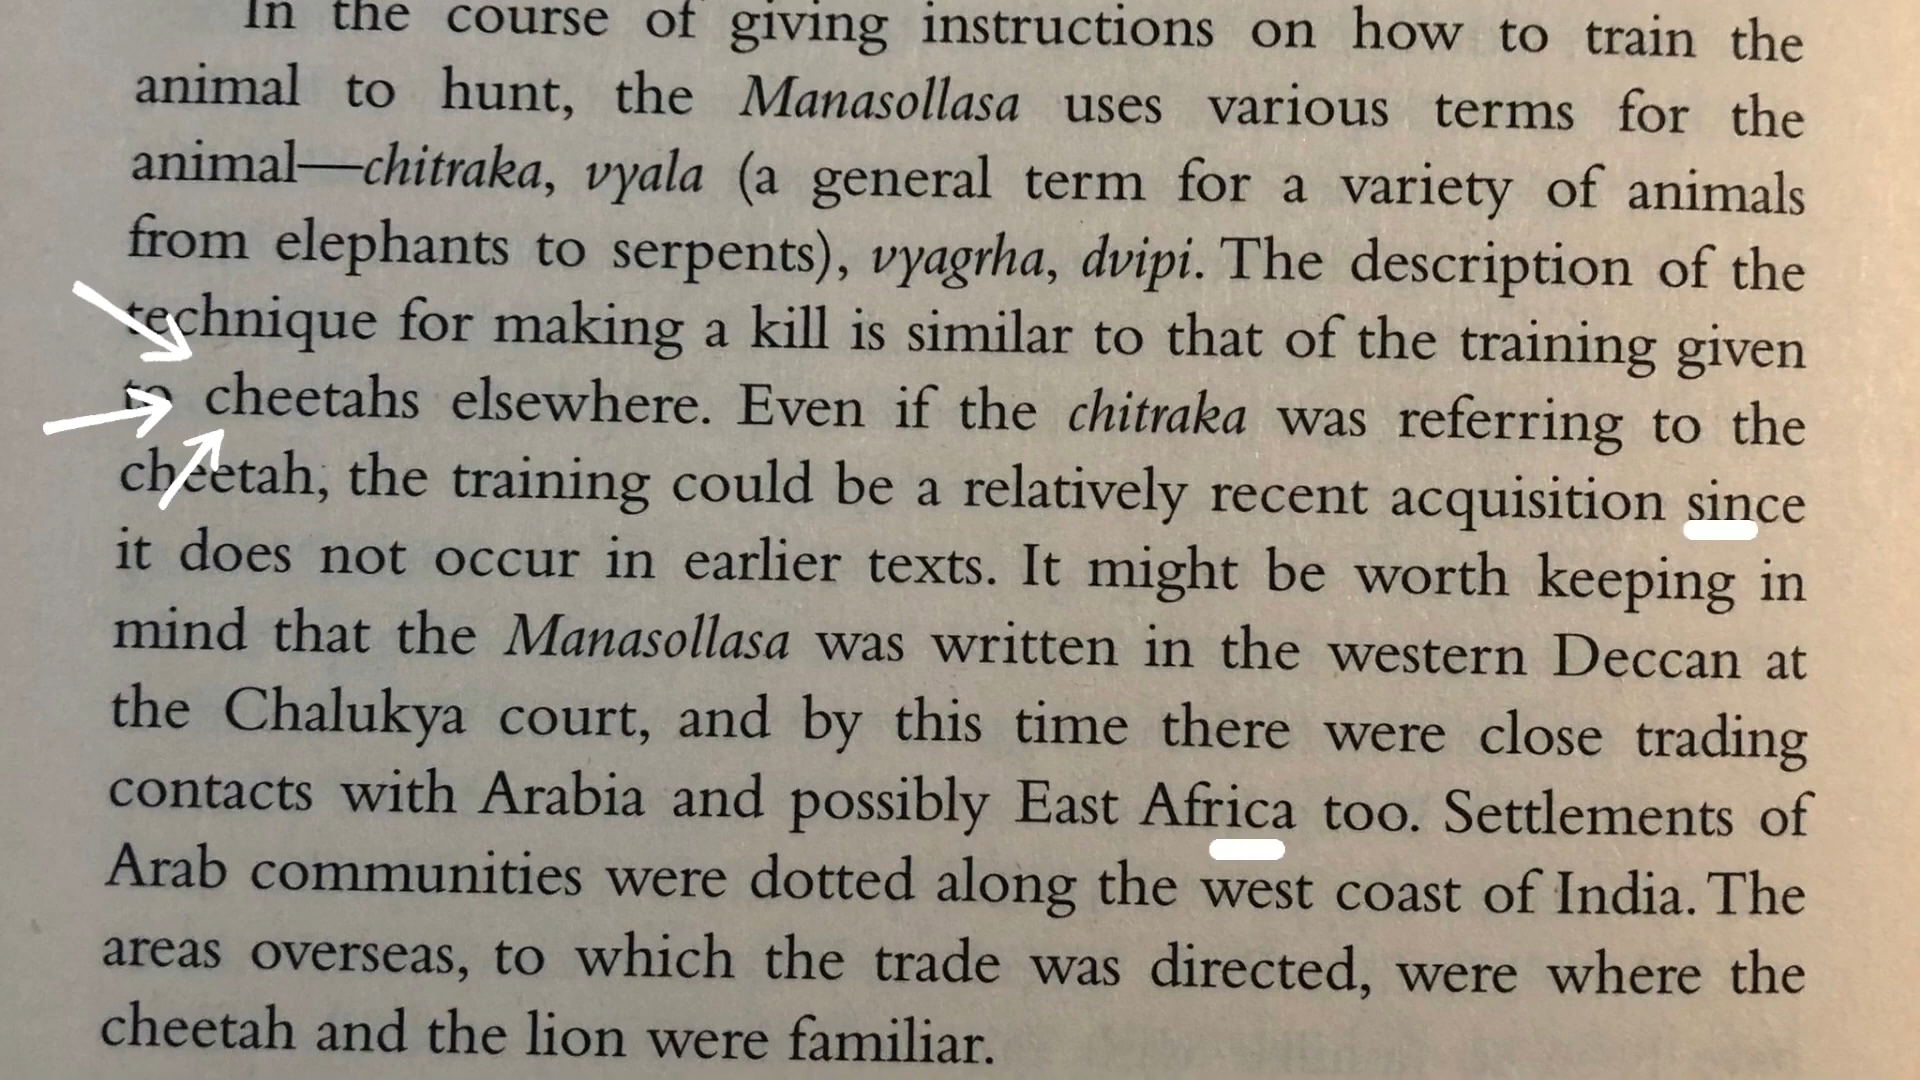 In the course of giving instructions on how to train the
animal to hunt, the Manasollasa uses various terms for the
animal—chitraka, vyala (a general term for a variety of animals
from elephants to serpents), vyagrha, dvipi. The description of the
technique for making a kill is similar to that of the training given
to cheetahs elsewhere. Even if the chitraka was referring to the
cheetah, the training could be a relatively recent acquisition since
it does not occur in earlier texts. It might be worth keeping in
mind that the Manasollasa was written in the western Deccan at
the Chalukya court, and by this time there were close trading
contacts with Arabia and possibly East Africa too. Settlements of
Arab communities were dotted along the west coast of India. The
areas overseas, to which the trade was directed, were where the
cheetah and the lion were familiar.